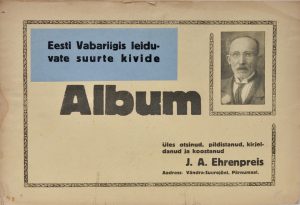 Eesti Vabariigis leidu-
vate suurte kivide
Album
Üles otsinud, pildistanud, kirjel-
danud ja koostanud
J. A. Ehrenpreis
Aadress: Vändra-Suurejõel, Pärnumaal.